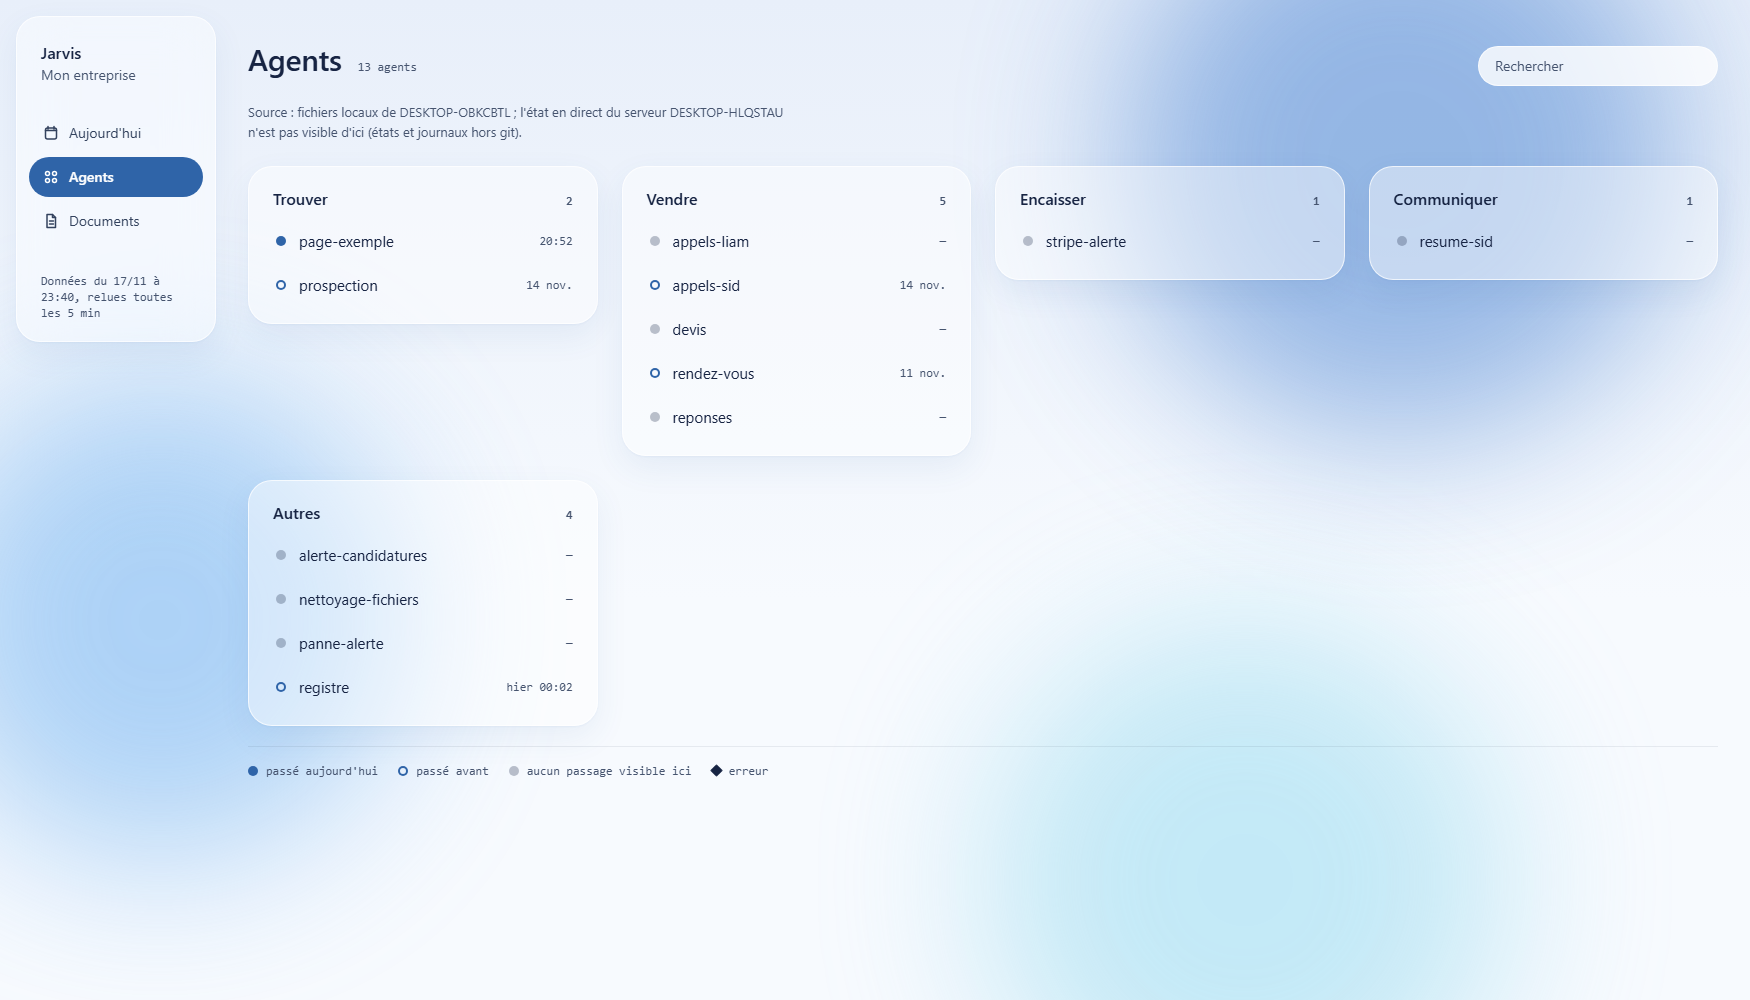 Jarvis
Mon entreprise
Aujourd'hui
Agents
Documents
Données du 17/11 à
23:40, relues toutes
les 5 min
Agents 13 agents
Rechercher
Source : fichiers locaux de DESKTOP-OBKCBTL ; l'état en direct du serveur DESKTOP-HLQSTAU
n'est pas visible d'ici (états et journaux hors git).
Trouver 2
page-exemple 20:52
prospection 14 nov.
Vendre 5
appels-liam –
appels-sid 14 nov.
devis –
rendez-vous 11 nov.
reponses –
Encaisser 1
stripe-alerte –
Communiquer 1
resume-sid –
Autres 4
alerte-candidatures –
nettoyage-fichiers –
panne-alerte –
registre hier 00:02
passé aujourd'hui passé avant aucun passage visible ici erreur